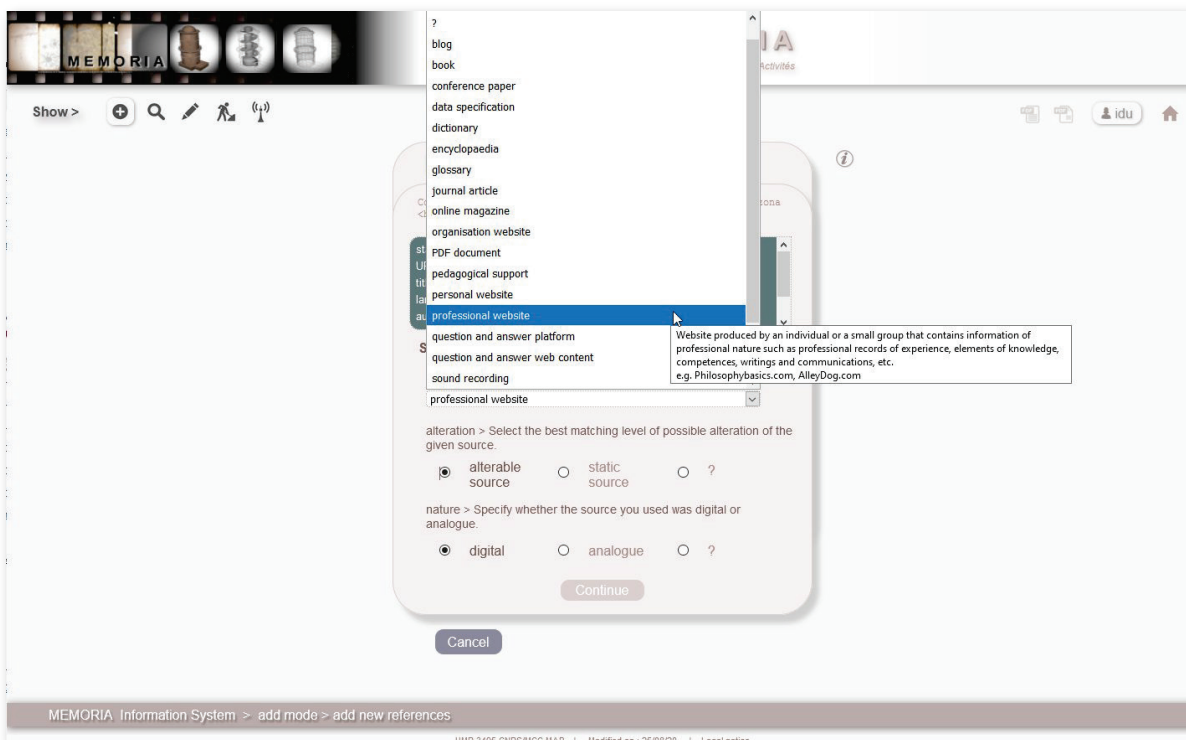 MEMORIA
I A
Activités
Show >
idu
?
blog
book
conference paper
data specification
dictionary
encyclopaedia
glossary
journal article
online magazine
organisation website
PDF document
pedagogical support
personal website
professional website
question and answer platform
question and answer web content
sound recording
professional website
Website produced by an individual or a small group that contains information of
professional nature such as professional records of experience, elements of knowledge,
competences, writings and communications, etc.
e.g. Philosophybasics.com, AlleyDog.com
alteration > Select the best matching level of possible alteration of the
given source.
alterable
source
static
source
?
nature > Specify whether the source you used was digital or
analogue.
digital
analogue
?
Continue
Cancel
MEMORIA Information System > add mode > add new references